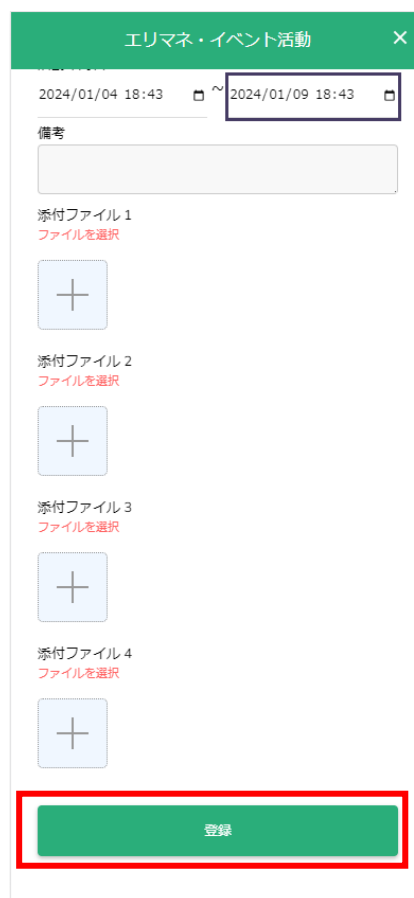 エリマネ・イベント活動 ×
2024/01/04 18:43 ~ 2024/01/09 18:43
備考
添付ファイル 1
ファイルを選択
添付ファイル 2
ファイルを選択
添付ファイル 3
ファイルを選択
添付ファイル 4
ファイルを選択
登録